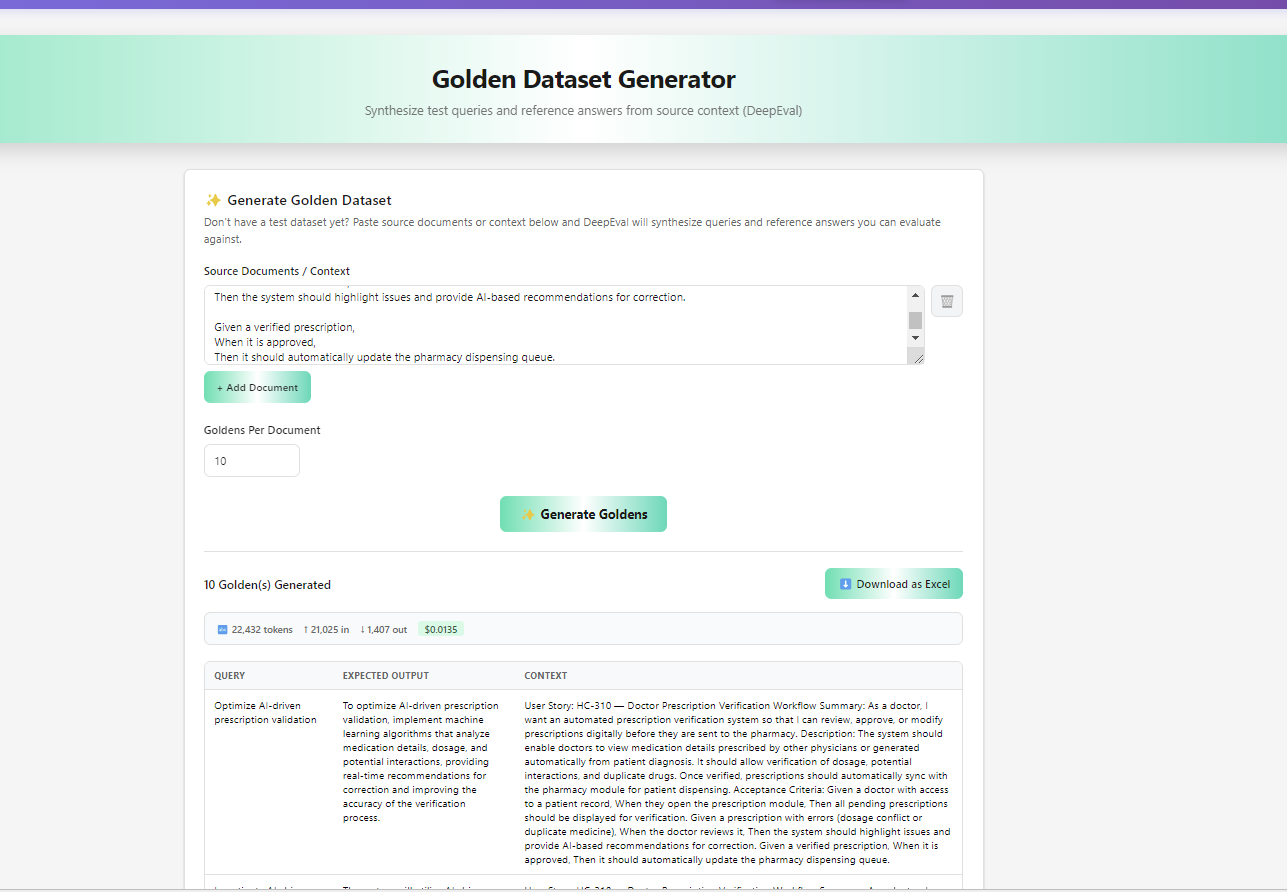 Golden Dataset Generator
Synthesize test queries and reference answers from source context (DeepEval)
✨ Generate Golden Dataset
Don't have a test dataset yet? Paste source documents or context below and DeepEval will synthesize queries and reference answers you can evaluate
against.
Source Documents / Context
Then the system should highlight issues and provide AI-based recommendations for correction.
Given a verified prescription,
When it is approved,
Then it should automatically update the pharmacy dispensing queue.
+ Add Document
Goldens Per Document
10
✨ Generate Goldens
10 Golden(s) Generated
⬇ Download as Excel
22,432 tokens ↑ 21,025 in ↓ 1,407 out $0.0135
QUERY EXPECTED OUTPUT CONTEXT
Optimize AI-driven
prescription validation
To optimize AI-driven prescription
validation, implement machine
learning algorithms that analyze
medication details, dosage, and
potential interactions, providing
real-time recommendations for
correction and improving the
accuracy of the verification
process.
User Story: HC-310 — Doctor Prescription Verification Workflow Summary: As a doctor, I
want an automated prescription verification system so that I can review, approve, or modify
prescriptions digitally before they are sent to the pharmacy. Description: The system should
enable doctors to view medication details prescribed by other physicians or generated
automatically from patient diagnosis. It should allow verification of dosage, potential
interactions, and duplicate drugs. Once verified, prescriptions should automatically sync with
the pharmacy module for patient dispensing. Acceptance Criteria: Given a doctor with access
to a patient record, When they open the prescription module, Then all pending prescriptions
should be displayed for verification. Given a prescription with errors (dosage conflict or
duplicate medicine), When the doctor reviews it, Then the system should highlight issues and
provide AI-based recommendations for correction. Given a verified prescription, When it is
approved, Then it should automatically update the pharmacy dispensing queue.